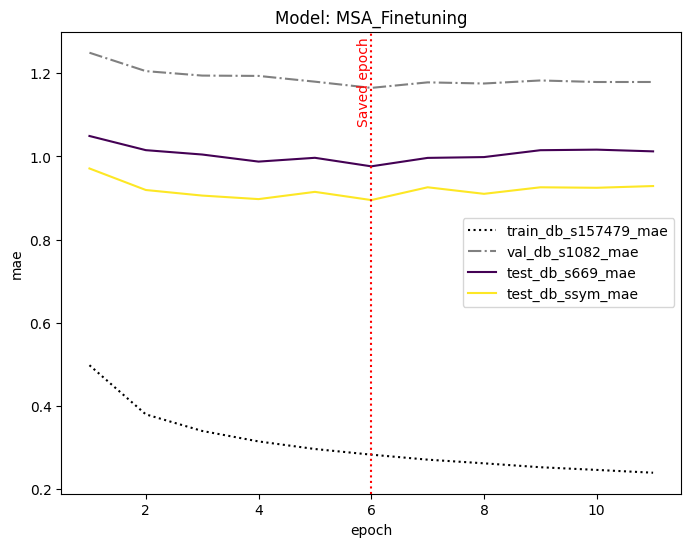 Model: MSA_Finetuning
mae
1.2
1.0
0.8
0.6
0.4
0.2
Saved epoch
train_db_s157479_mae
val_db_s1082_mae
test_db_s669_mae
test_db_ssym_mae
2 4 6 8 10
epoch